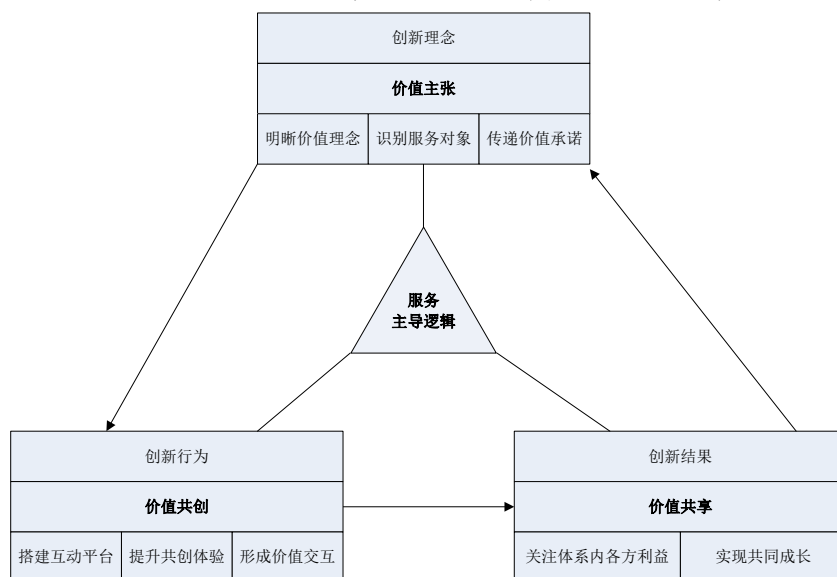 创新理念
价值主张
明晰价值理念 识别服务对象 传递价值承诺
服务
主导逻辑
创新行为
价值共创
搭建互动平台 提升共创体验 形成价值交互
创新结果
价值共享
关注体系内各方利益 实现共同成长